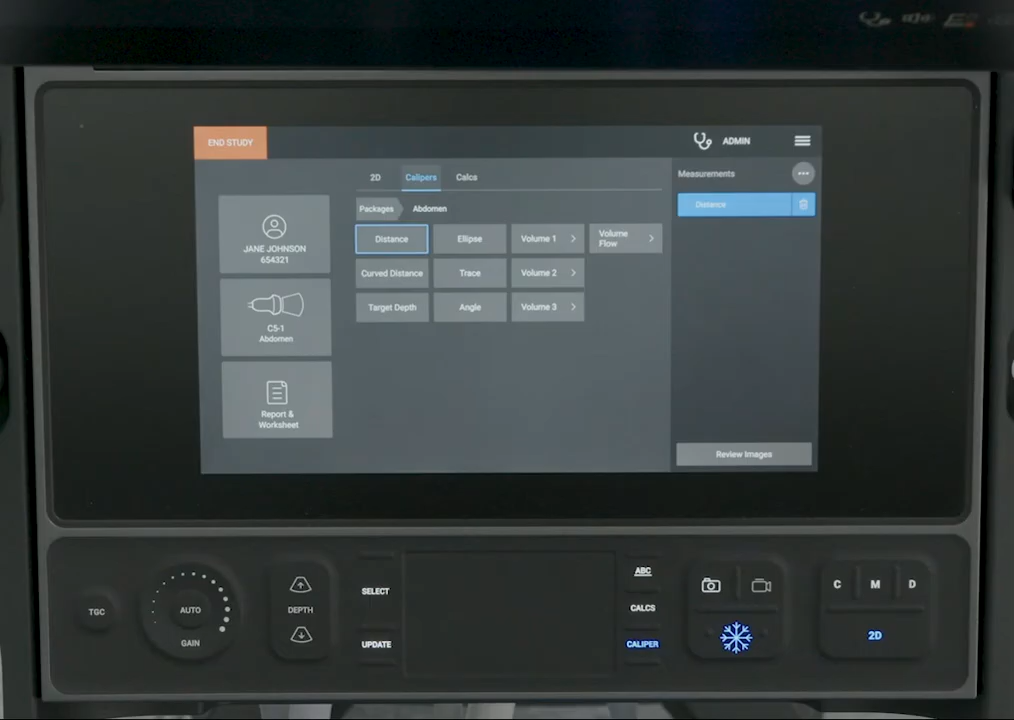 END STUDY
ADMIN
2D
Calipers
Calcs
Measurements
Distance
Packages
Abdomen
Distance
Ellipse
Volume 1
Volume
Flow
Curved Distance
Trace
Volume 2
Target Depth
Angle
Volume 3
JANE JOHNSON
654321
C5-1
Abdomen
Report &
Worksheet
Review Images
TGC
AUTO
GAIN
DEPTH
SELECT
UPDATE
ABC
CALCS
CALIPER
C
M
D
2D